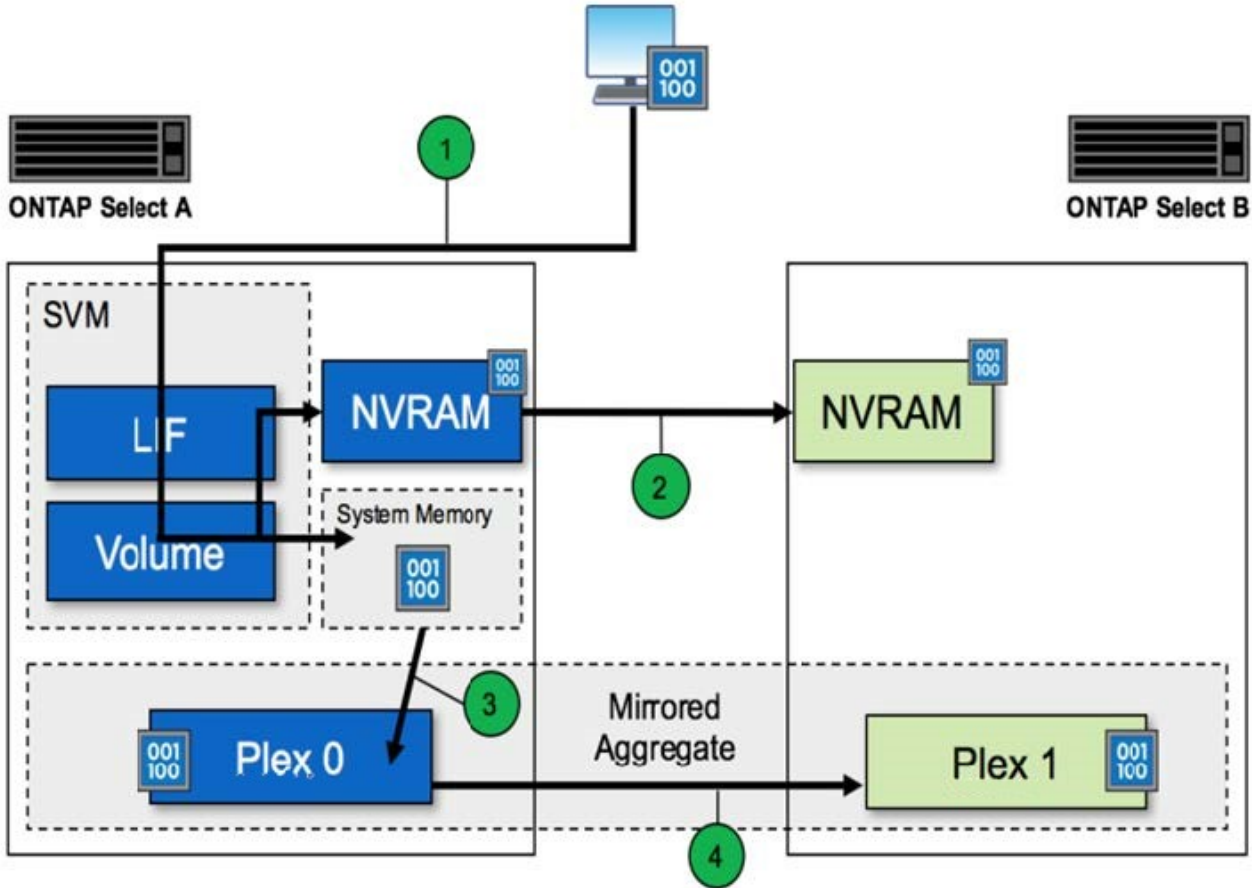 001
100
1
ONTAP Select A
ONTAP Select B
SVM
LIF
NVRAM
001
100
NVRAM
001
100
2
Volume
System Memory
001
100
3
Mirrored
Aggregate
001
100
Plex 0
Plex 1
001
100
4